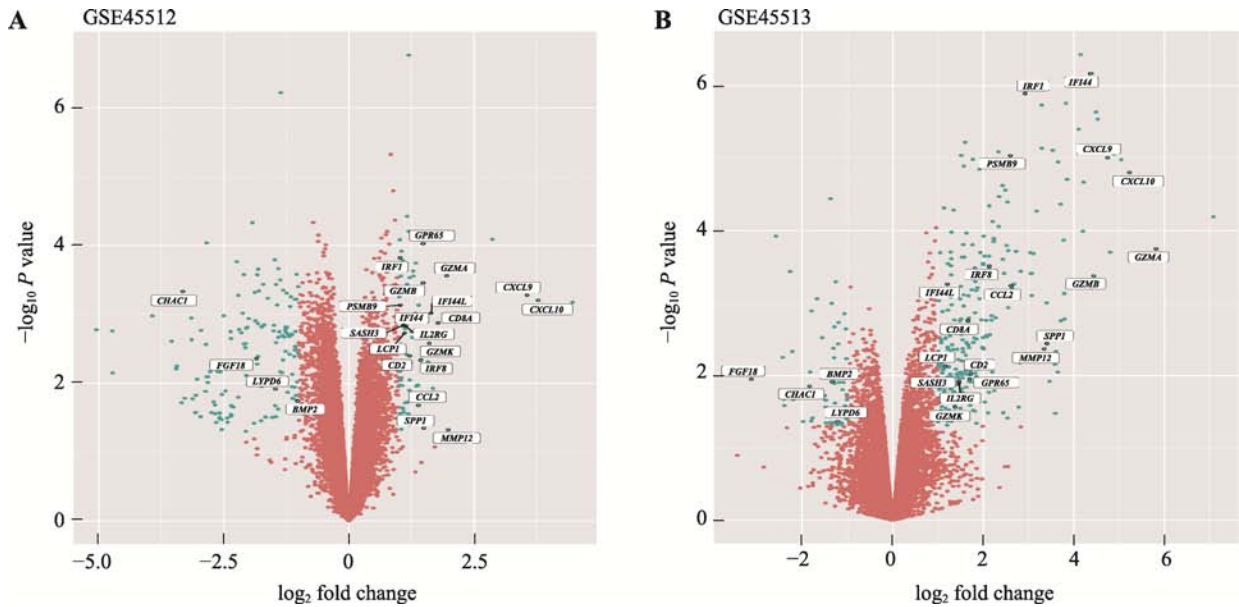 A GSE45512
6
4
2
0
−log10 P value
GPR65
IRF1
GZMA
GZMB
CXCL9
CHAC1
CXCL10
PSMB9
IFI44L
IFI44
CD8A
SASH3
IL2RG
LCP1
GZMK
CD2
IRF8
FGF18
LYPD6
CCL2
BMP2
SPP1
MMP12
−5.0 −2.5 0 2.5
log2 fold change
B GSE45513
6
4
2
0
−log10 P value
IFI44
IRF1
CXCL9
PSMB9
CXCL10
GZMA
IRF8
GZMB
IFI44L
CCL2
CD8A
SPP1
LCP1
MMP12
CD2
FGF18
BMP2
SASH3
GPR65
CHAC1
IL2RG
LYPD6
GZMK
−2 0 2 4 6
log2 fold change